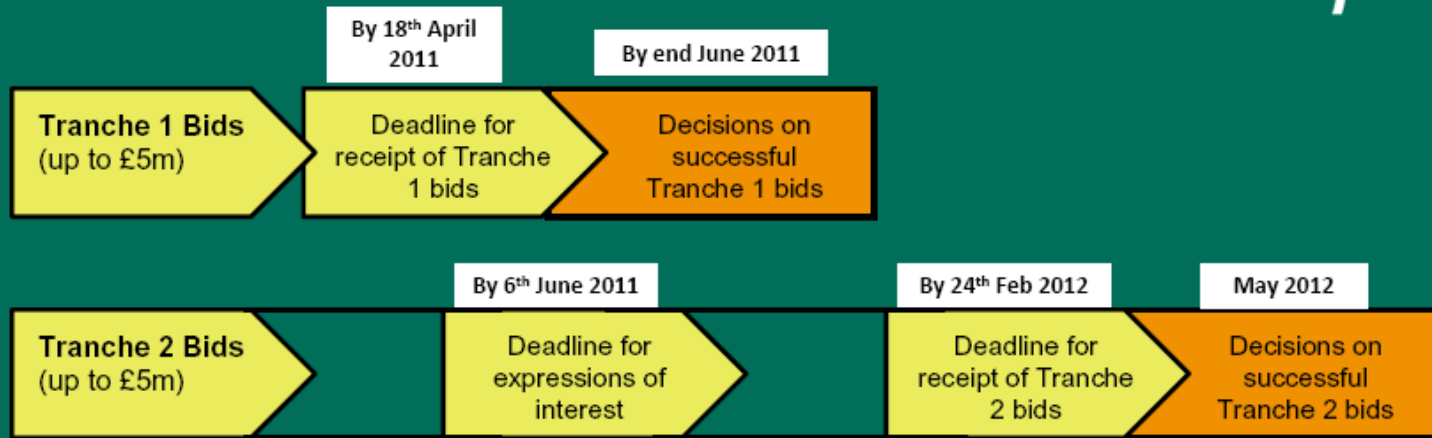 By 18th April
2011
By end June 2011
Tranche 1 Bids
(up to £5m)
Deadline for
receipt of Tranche
1 bids
Decisions on
successful
Tranche 1 bids
By 6th June 2011
By 24th Feb 2012
May 2012
Tranche 2 Bids
(up to £5m)
Deadline for
expressions of
interest
Deadline for
receipt of Tranche
2 bids
Decisions on
successful
Tranche 2 bids